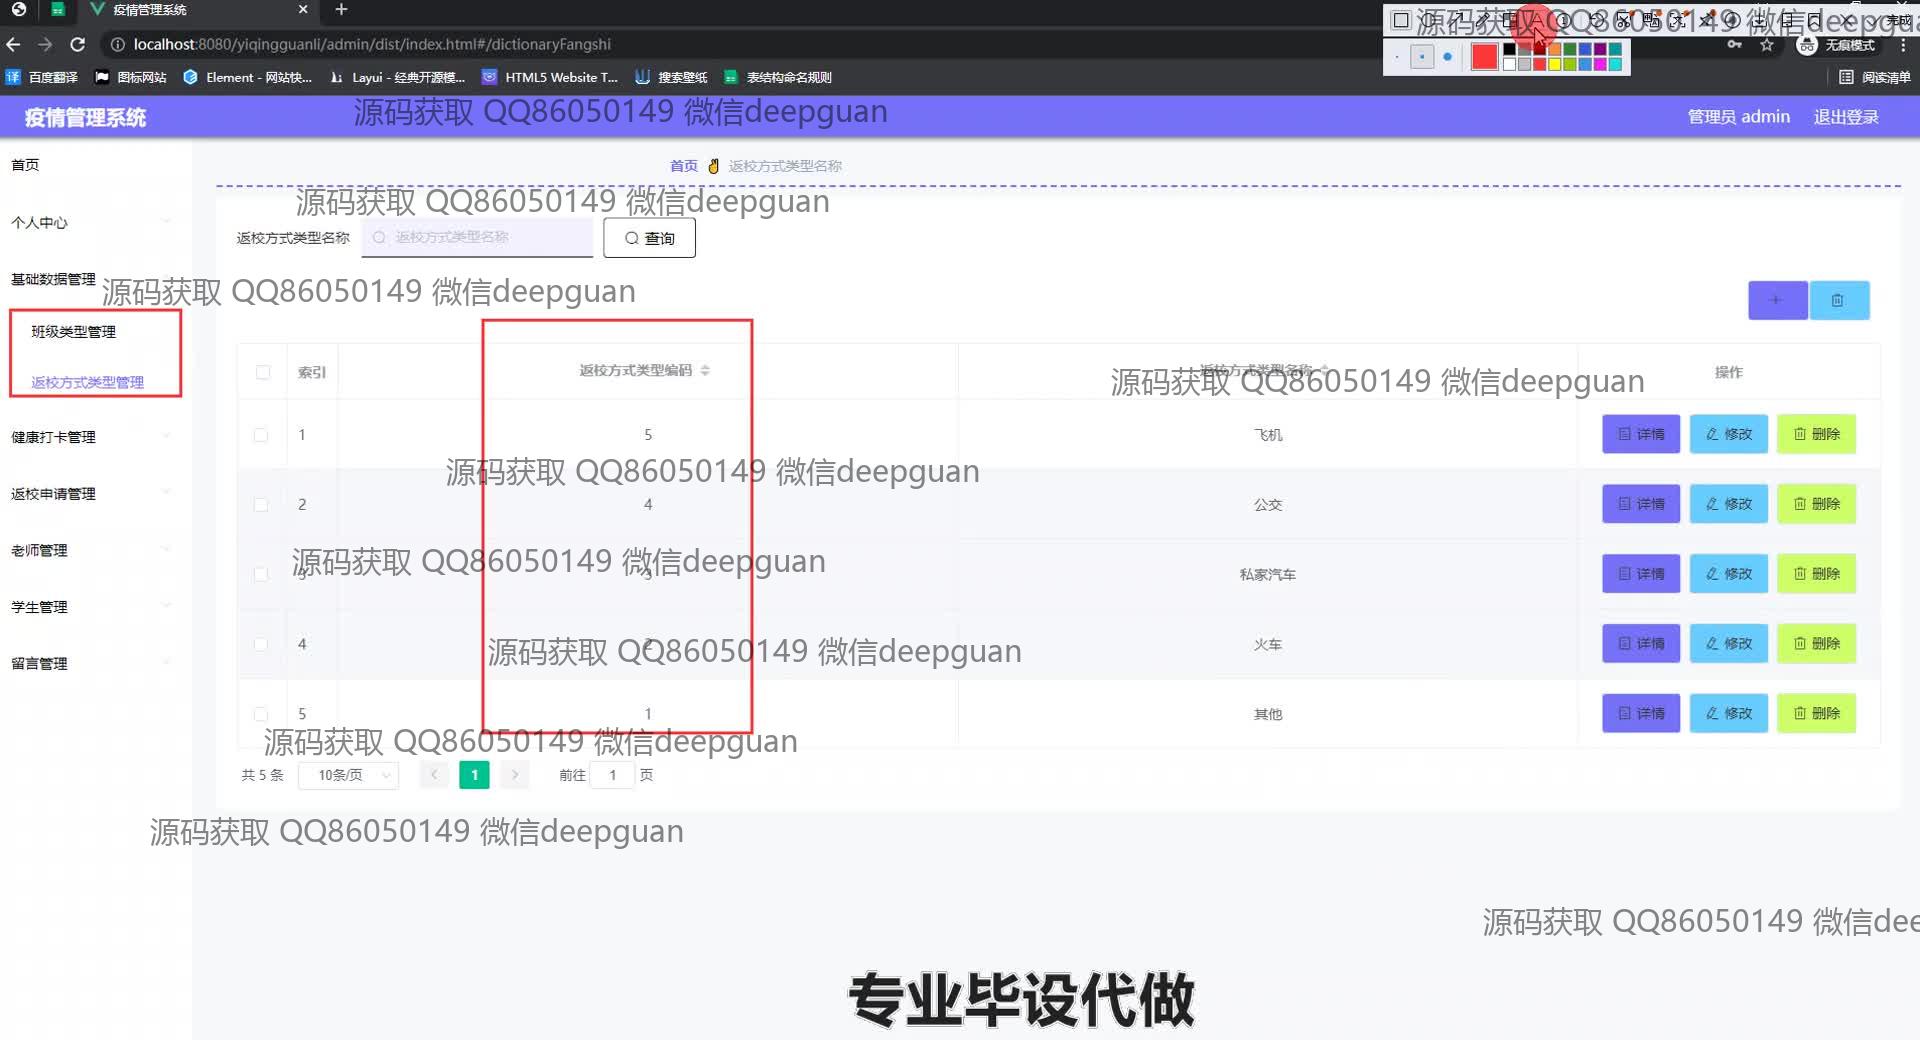 疫情管理系统
localhost:8080/yiqingguanli/admin/dist/index.html#/dictionaryFangshi
无痕模式
完成
百度翻译
图标网站
Element - 网站快...
Layui - 经典开源模...
HTML5 Website T...
搜索壁纸
表结构命名规则
阅读清单
源码获取 QQ86050149 微信deepguan
疫情管理系统
源码获取 QQ86050149 微信deepguan
管理员 admin
退出登录
首页
个人中心
基础数据管理
班级类型管理
返校方式类型管理
健康打卡管理
返校申请管理
老师管理
学生管理
留言管理
首页 返校方式类型名称
源码获取 QQ86050149 微信deepguan
返校方式类型名称 返校方式类型名称 查询
源码获取 QQ86050149 微信deepguan
索引 返校方式类型编码 返校方式类型名称 操作
源码获取 QQ86050149 微信deepguan
1 5 飞机 详情 修改 删除
源码获取 QQ86050149 微信deepguan
2 4 公交 详情 修改 删除
源码获取 QQ86050149 微信deepguan
3 3 私家汽车 详情 修改 删除
4 2 火车 详情 修改 删除
源码获取 QQ86050149 微信deepguan
5 1 其他 详情 修改 删除
源码获取 QQ86050149 微信deepguan
共 5 条 10条/页 1 前往 1 页
源码获取 QQ86050149 微信deepguan
源码获取 QQ86050149 微信dee
专业毕设代做